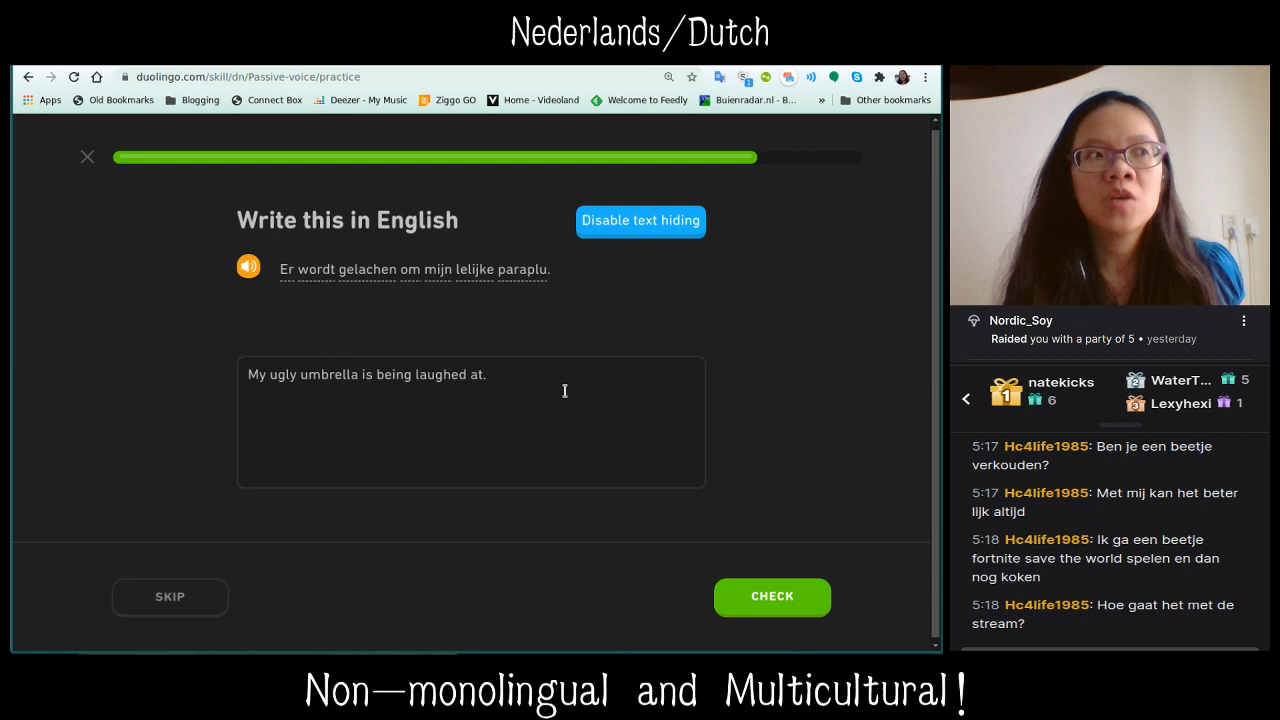 Nederlands/Dutch
duolingo.com/skill/dn/Passive-voice/practice
Apps Old Bookmarks Blogging Connect Box Deezer - My Music Ziggo GO Home - Videoland Welcome to Feedly Buienradar.nl - B... » Other bookmarks
Write this in English
Disable text hiding
Er wordt gelachen om mijn lelijke paraplu.
My ugly umbrella is being laughed at.
SKIP
CHECK
Nordic_Soy
Raided you with a party of 5 • yesterday
1 natekicks 6
2 WaterT... 5
3 Lexyhexi 1
5:17 Hc4life1985: Ben je een beetje
verkouden?
5:17 Hc4life1985: Met mij kan het beter
lijk altijd
5:18 Hc4life1985: Ik ga een beetje
fortnite save the world spelen en dan
nog koken
5:18 Hc4life1985: Hoe gaat het met de
stream?
Non-monolingual and Multicultural!